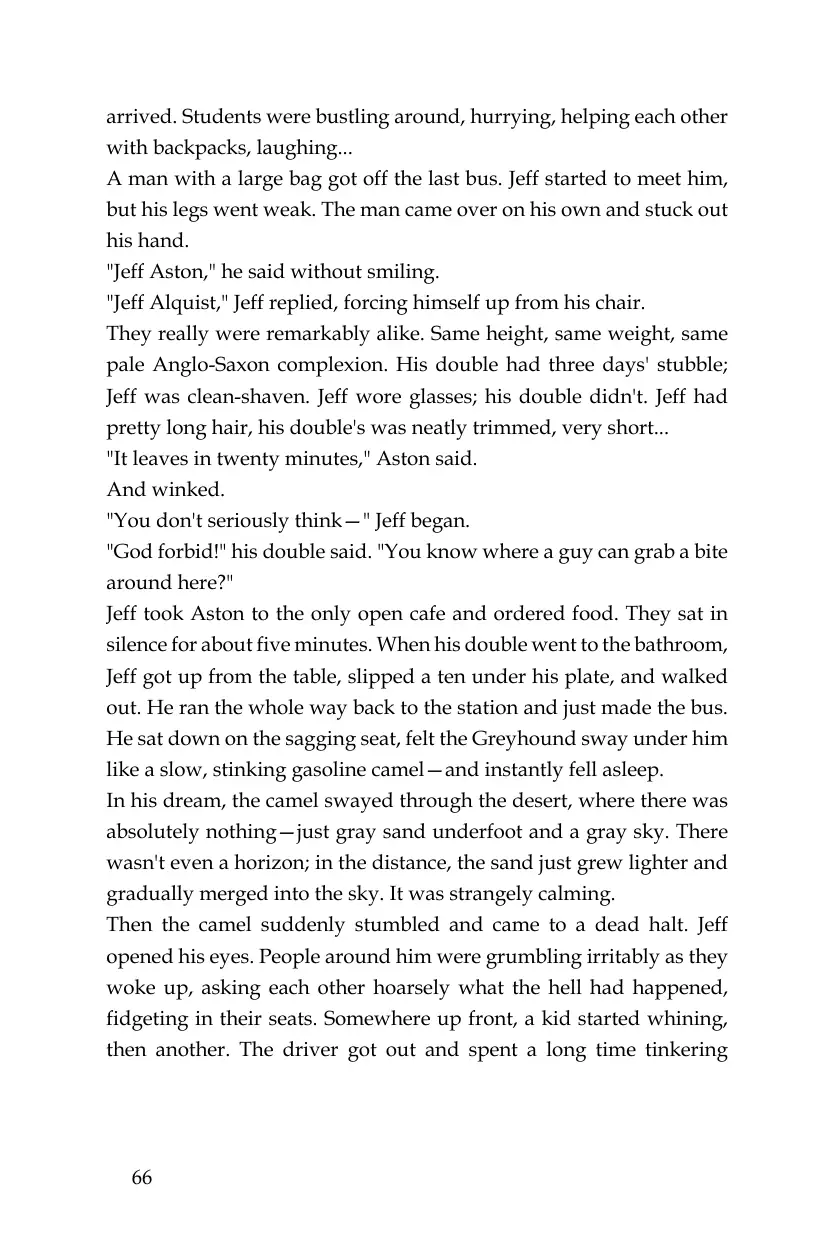 arrived. Students were bustling around, hurrying, helping each other
with backpacks, laughing...
A man with a large bag got off the last bus. Jeff started to meet him,
but his legs went weak. The man came over on his own and stuck out
his hand.
"Jeff Aston," he said without smiling.
"Jeff Alquist," Jeff replied, forcing himself up from his chair.
They really were remarkably alike. Same height, same weight, same
pale Anglo-Saxon complexion. His double had three days' stubble;
Jeff was clean-shaven. Jeff wore glasses; his double didn't. Jeff had
pretty long hair, his double's was neatly trimmed, very short...
"It leaves in twenty minutes," Aston said.
And winked.
"You don't seriously think—" Jeff began.
"God forbid!" his double said. "You know where a guy can grab a bite
around here?"
Jeff took Aston to the only open cafe and ordered food. They sat in
silence for about five minutes. When his double went to the bathroom,
Jeff got up from the table, slipped a ten under his plate, and walked
out. He ran the whole way back to the station and just made the bus.
He sat down on the sagging seat, felt the Greyhound sway under him
like a slow, stinking gasoline camel—and instantly fell asleep.
In his dream, the camel swayed through the desert, where there was
absolutely nothing—just gray sand underfoot and a gray sky. There
wasn't even a horizon; in the distance, the sand just grew lighter and
gradually merged into the sky. It was strangely calming.
Then the camel suddenly stumbled and came to a dead halt. Jeff
opened his eyes. People around him were grumbling irritably as they
woke up, asking each other hoarsely what the hell had happened,
fidgeting in their seats. Somewhere up front, a kid started whining,
then another. The driver got out and spent a long time tinkering
66